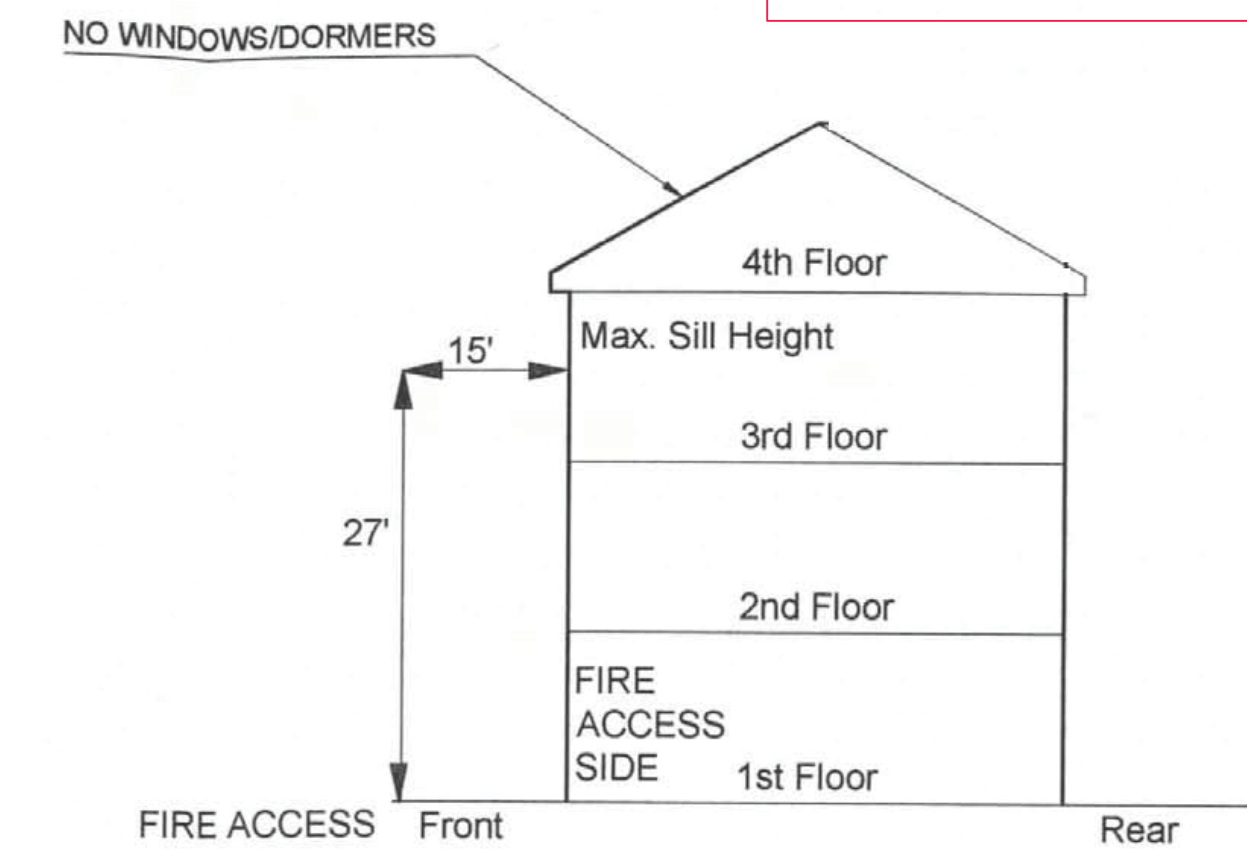 NO WINDOWS/DORMERS
4th Floor
Max. Sill Height
15'
3rd Floor
27'
2nd Floor
FIRE
ACCESS
SIDE
1st Floor
FIRE ACCESS
Front
Rear